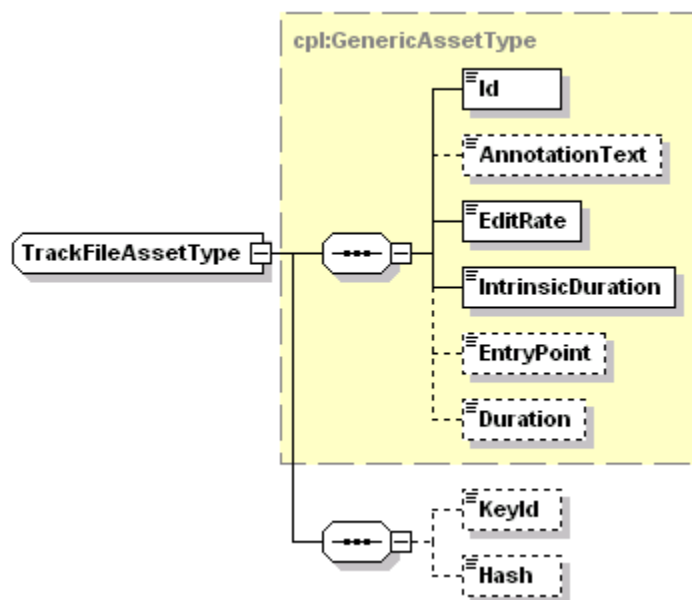 cpl:GenericAssetType
Id
AnnotationText
EditRate
TrackFileAssetType
IntrinsicDuration
EntryPoint
Duration
KeyId
Hash